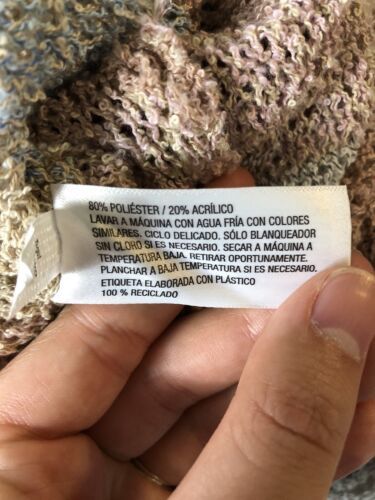 80% POLIÉSTER / 20% ACRÍLICO
LAVAR A MÁQUINA CON AGUA FRÍA CON COLORES
SIMILARES. CICLO DELICADO. SÓLO BLANQUEADOR
SIN CLORO SI ES NECESARIO. SECAR A MÁQUINA A
TEMPERATURA BAJA. RETIRAR OPORTUNAMENTE.
PLANCHAR A BAJA TEMPERATURA SI ES NECESARIO.
ETIQUETA ELABORADA CON PLÁSTICO
100 % RECICLADO